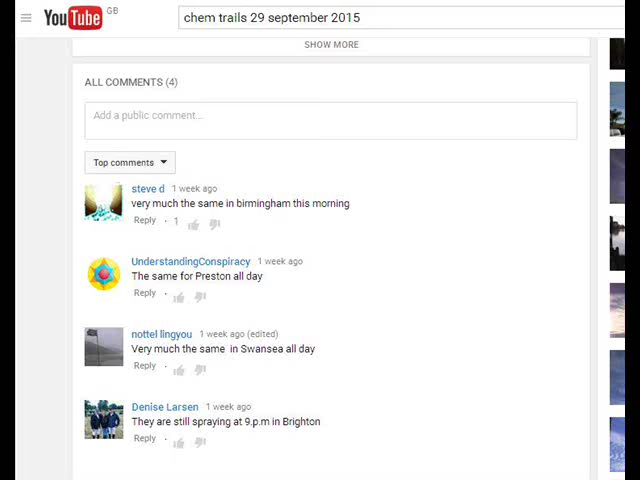 YouTube GB
chem trails 29 september 2015
SHOW MORE
ALL COMMENTS (4)
Add a public comment...
Top comments
steve d 1 week ago
very much the same in birmingham this morning
Reply · 1
UnderstandingConspiracy 1 week ago
The same for Preston all day
Reply ·
nottel lingyou 1 week ago (edited)
Very much the same in Swansea all day
Reply ·
Denise Larsen 1 week ago
They are still spraying at 9.p.m in Brighton
Reply ·